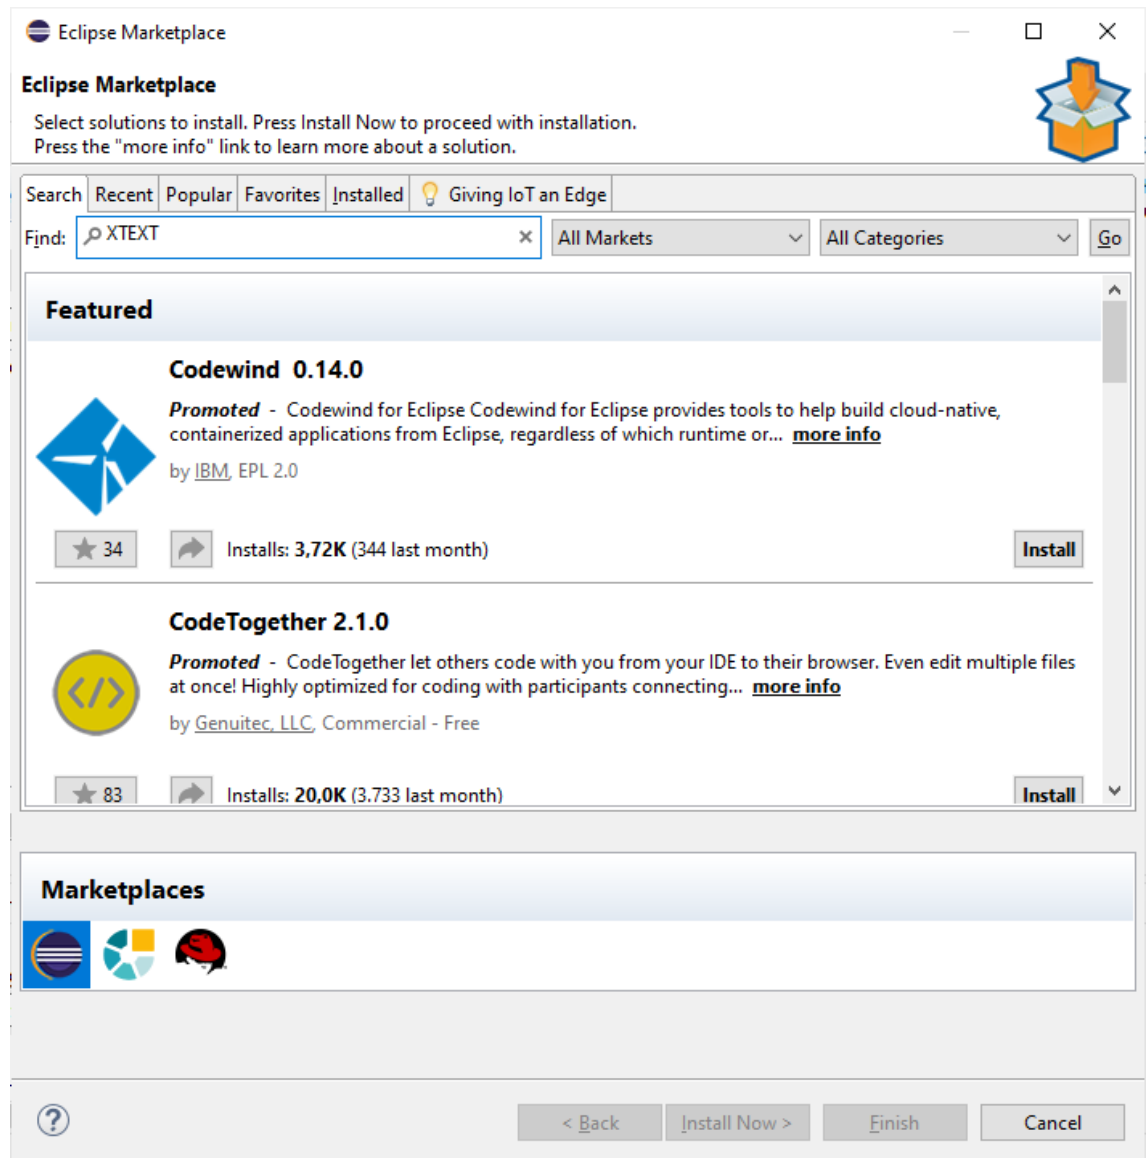 Eclipse Marketplace
Eclipse Marketplace
Select solutions to install. Press Install Now to proceed with installation.
Press the "more info" link to learn more about a solution.
Search Recent Popular Favorites Installed Giving IoT an Edge
Find: XTEXT All Markets All Categories Go
Featured
Codewind 0.14.0
Promoted - Codewind for Eclipse Codewind for Eclipse provides tools to help build cloud-native,
containerized applications from Eclipse, regardless of which runtime or... more info
by IBM, EPL 2.0
34 Installs: 3,72K (344 last month) Install
CodeTogether 2.1.0
Promoted - CodeTogether let others code with you from your IDE to their browser. Even edit multiple files
at once! Highly optimized for coding with participants connecting... more info
by Genuitec, LLC, Commercial - Free
83 Installs: 20,0K (3.733 last month) Install
Marketplaces
< Back Install Now > Finish Cancel